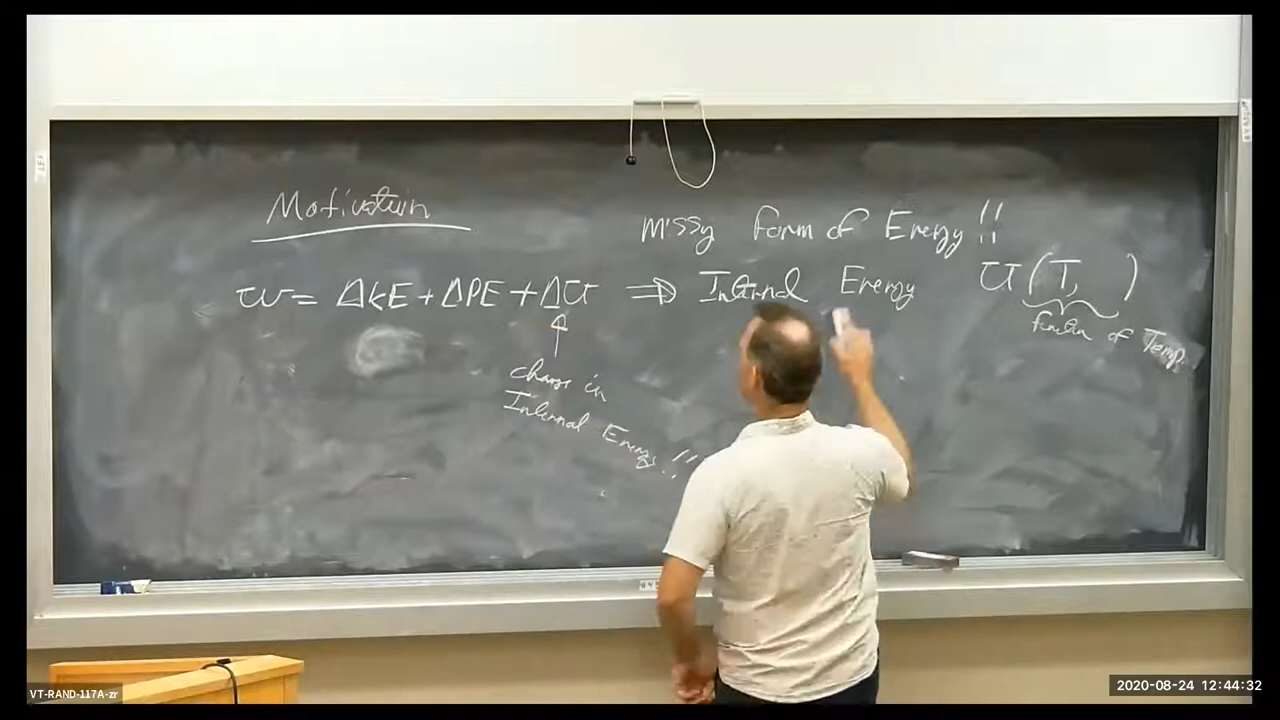 Motivation
missy form of Energy !!
W = ΔKE + ΔPE + ΔU ⇒ Internal Energy U(T, )
function of Temp.
change in
Internal Energy !!
VT-RAND-117A-zr
2020-08-24 12:44:32